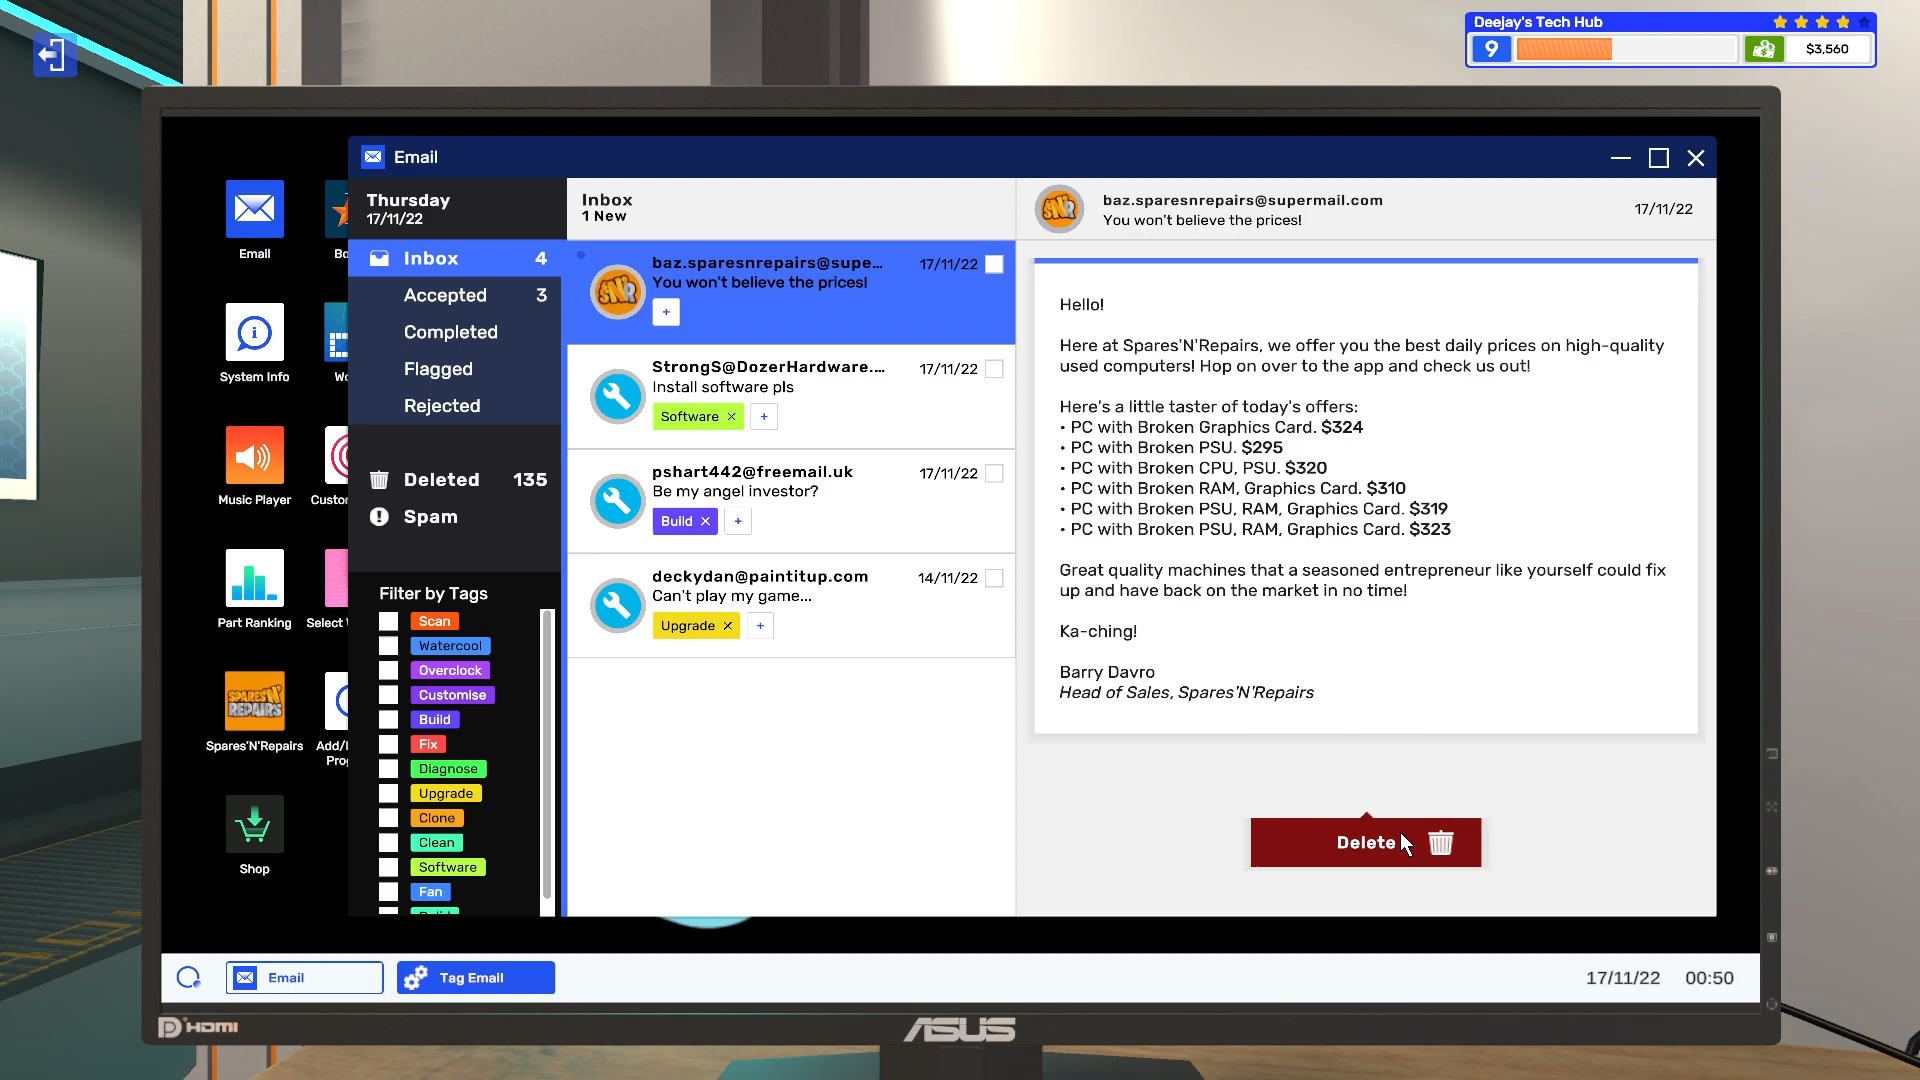 Deejay's Tech Hub
9
$3,560
Email
Thursday
17/11/22
Inbox 4
Accepted 3
Completed
Flagged
Rejected
Deleted 135
Spam
Filter by Tags
Scan
Watercool
Overclock
Customise
Build
Fix
Diagnose
Upgrade
Clone
Clean
Software
Fan
Inbox
1 New
baz.sparesnrepairs@supe... 17/11/22
You won't believe the prices!
+
StrongS@DozerHardware.... 17/11/22
Install software pls
Software × +
pshart442@freemail.uk 17/11/22
Be my angel investor?
Build × +
deckydan@paintitup.com 14/11/22
Can't play my game...
Upgrade × +
SN'R
baz.sparesnrepairs@supermail.com
You won't believe the prices!
17/11/22
Hello!
Here at Spares'N'Repairs, we offer you the best daily prices on high-quality
used computers! Hop on over to the app and check us out!
Here's a little taster of today's offers:
• PC with Broken Graphics Card. $324
• PC with Broken PSU. $295
• PC with Broken CPU, PSU. $320
• PC with Broken RAM, Graphics Card. $310
• PC with Broken PSU, RAM, Graphics Card. $319
• PC with Broken PSU, RAM, Graphics Card. $323
Great quality machines that a seasoned entrepreneur like yourself could fix
up and have back on the market in no time!
Ka-ching!
Barry Davro
Head of Sales, Spares'N'Repairs
Delete
Email
System Info
Music Player
Part Ranking
SPARES'N'
REPAIRS
Spares'N'Repairs
Shop
Bo
Wo
Custo
Select
Add/
Pro
Email
Tag Email
17/11/22 00:50
HDMI
ASUS